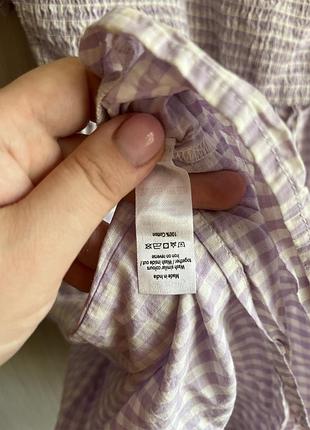 100% Cotton
Wash similar colours
together / Wash inside out /
Iron on reverse
Made in India